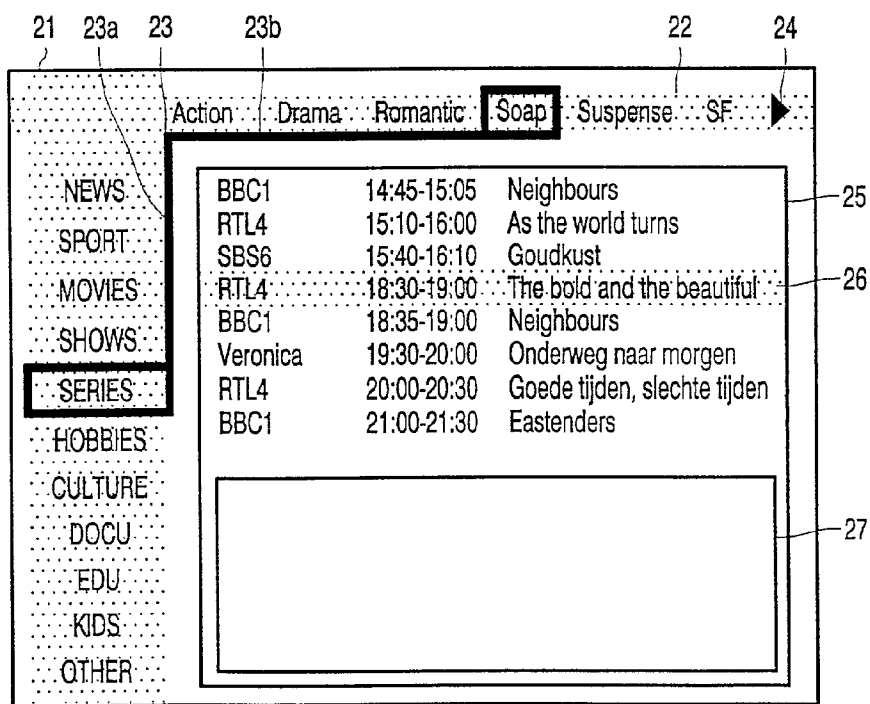 21 23a 23 23b 22 24
Action Drama Romantic Soap Suspense SF
NEWS
SPORT
MOVIES
SHOWS
SERIES
HOBBIES
CULTURE
DOCU
EDU
KIDS
OTHER
BBC1 14:45-15:05 Neighbours
RTL4 15:10-16:00 As the world turns
SBS6 15:40-16:10 Goudkust
RTL4 18:30-19:00 The bold and the beautiful
BBC1 18:35-19:00 Neighbours
Veronica 19:30-20:00 Onderweg naar morgen
RTL4 20:00-20:30 Goede tijden, slechte tijden
BBC1 21:00-21:30 Eastenders
25
26
27